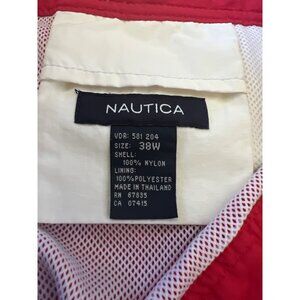 NAUTICA
VDR: 581 204
SIZE: 38W
SHELL:
100% NYLON
LINING:
100%POLYESTER
MADE IN THAILAND
RN 67835
CA 07415